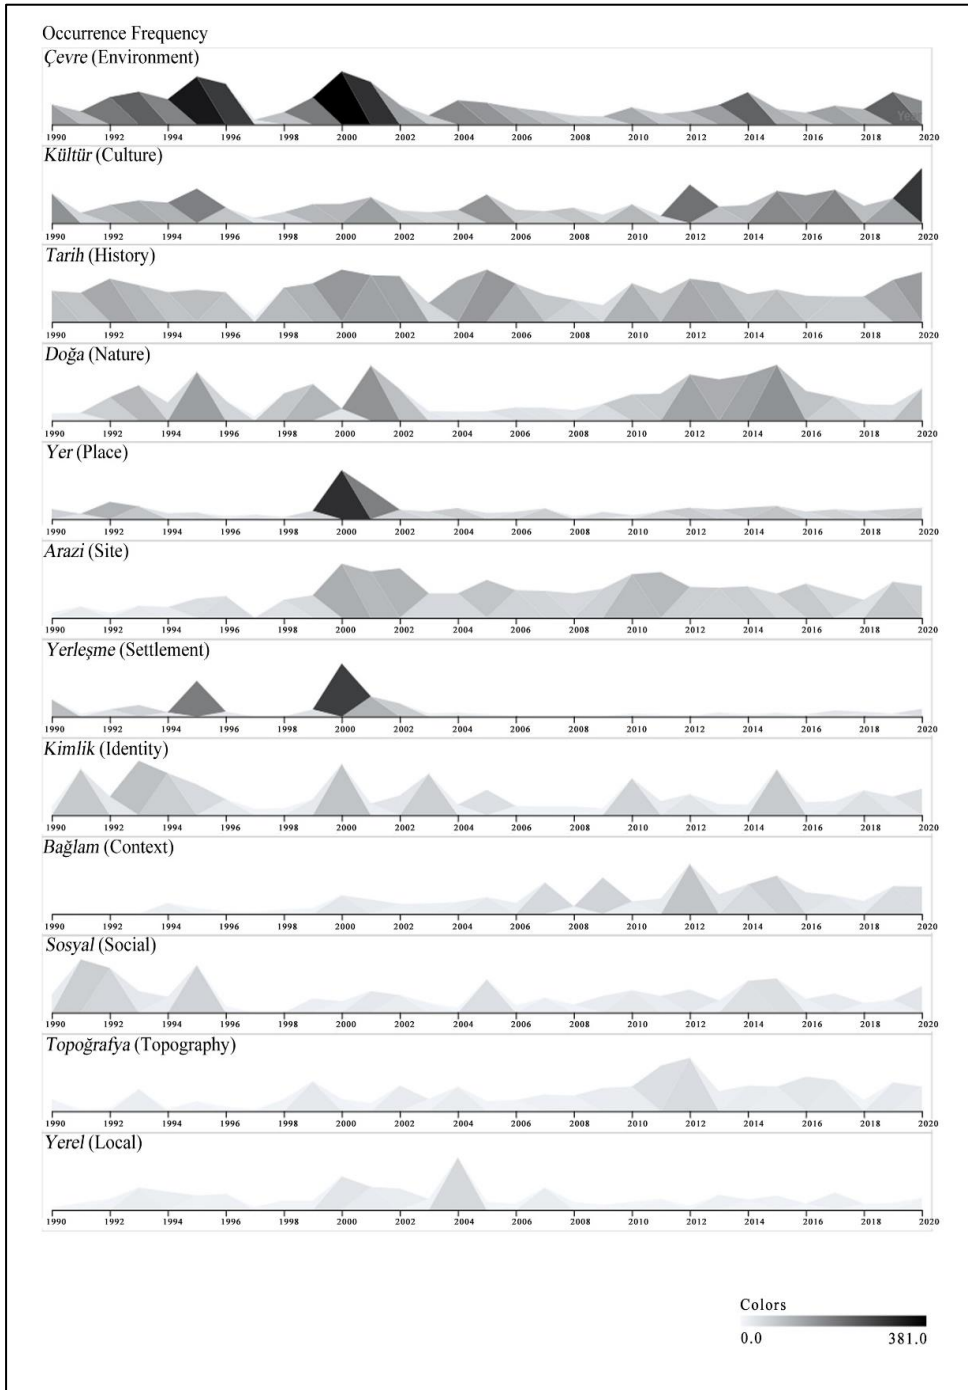 Occurrence Frequency
Çevre (Environment)
1990 1992 1994 1996 1998 2000 2002 2004 2006 2008 2010 2012 2014 2016 2018 2020
Kültür (Culture)
1990 1992 1994 1996 1998 2000 2002 2004 2006 2008 2010 2012 2014 2016 2018 2020
Tarih (History)
1990 1992 1994 1996 1998 2000 2002 2004 2006 2008 2010 2012 2014 2016 2018 2020
Doğa (Nature)
1990 1992 1994 1996 1998 2000 2002 2004 2006 2008 2010 2012 2014 2016 2018 2020
Yer (Place)
1990 1992 1994 1996 1998 2000 2002 2004 2006 2008 2010 2012 2014 2016 2018 2020
Arazi (Site)
1990 1992 1994 1996 1998 2000 2002 2004 2006 2008 2010 2012 2014 2016 2018 2020
Yerleşme (Settlement)
1990 1992 1994 1996 1998 2000 2002 2004 2006 2008 2010 2012 2014 2016 2018 2020
Kimlik (Identity)
1990 1992 1994 1996 1998 2000 2002 2004 2006 2008 2010 2012 2014 2016 2018 2020
Bağlam (Context)
1990 1992 1994 1996 1998 2000 2002 2004 2006 2008 2010 2012 2014 2016 2018 2020
Sosyal (Social)
1990 1992 1994 1996 1998 2000 2002 2004 2006 2008 2010 2012 2014 2016 2018 2020
Topoğrafya (Topography)
1990 1992 1994 1996 1998 2000 2002 2004 2006 2008 2010 2012 2014 2016 2018 2020
Yerel (Local)
1990 1992 1994 1996 1998 2000 2002 2004 2006 2008 2010 2012 2014 2016 2018 2020
Colors
0.0 381.0